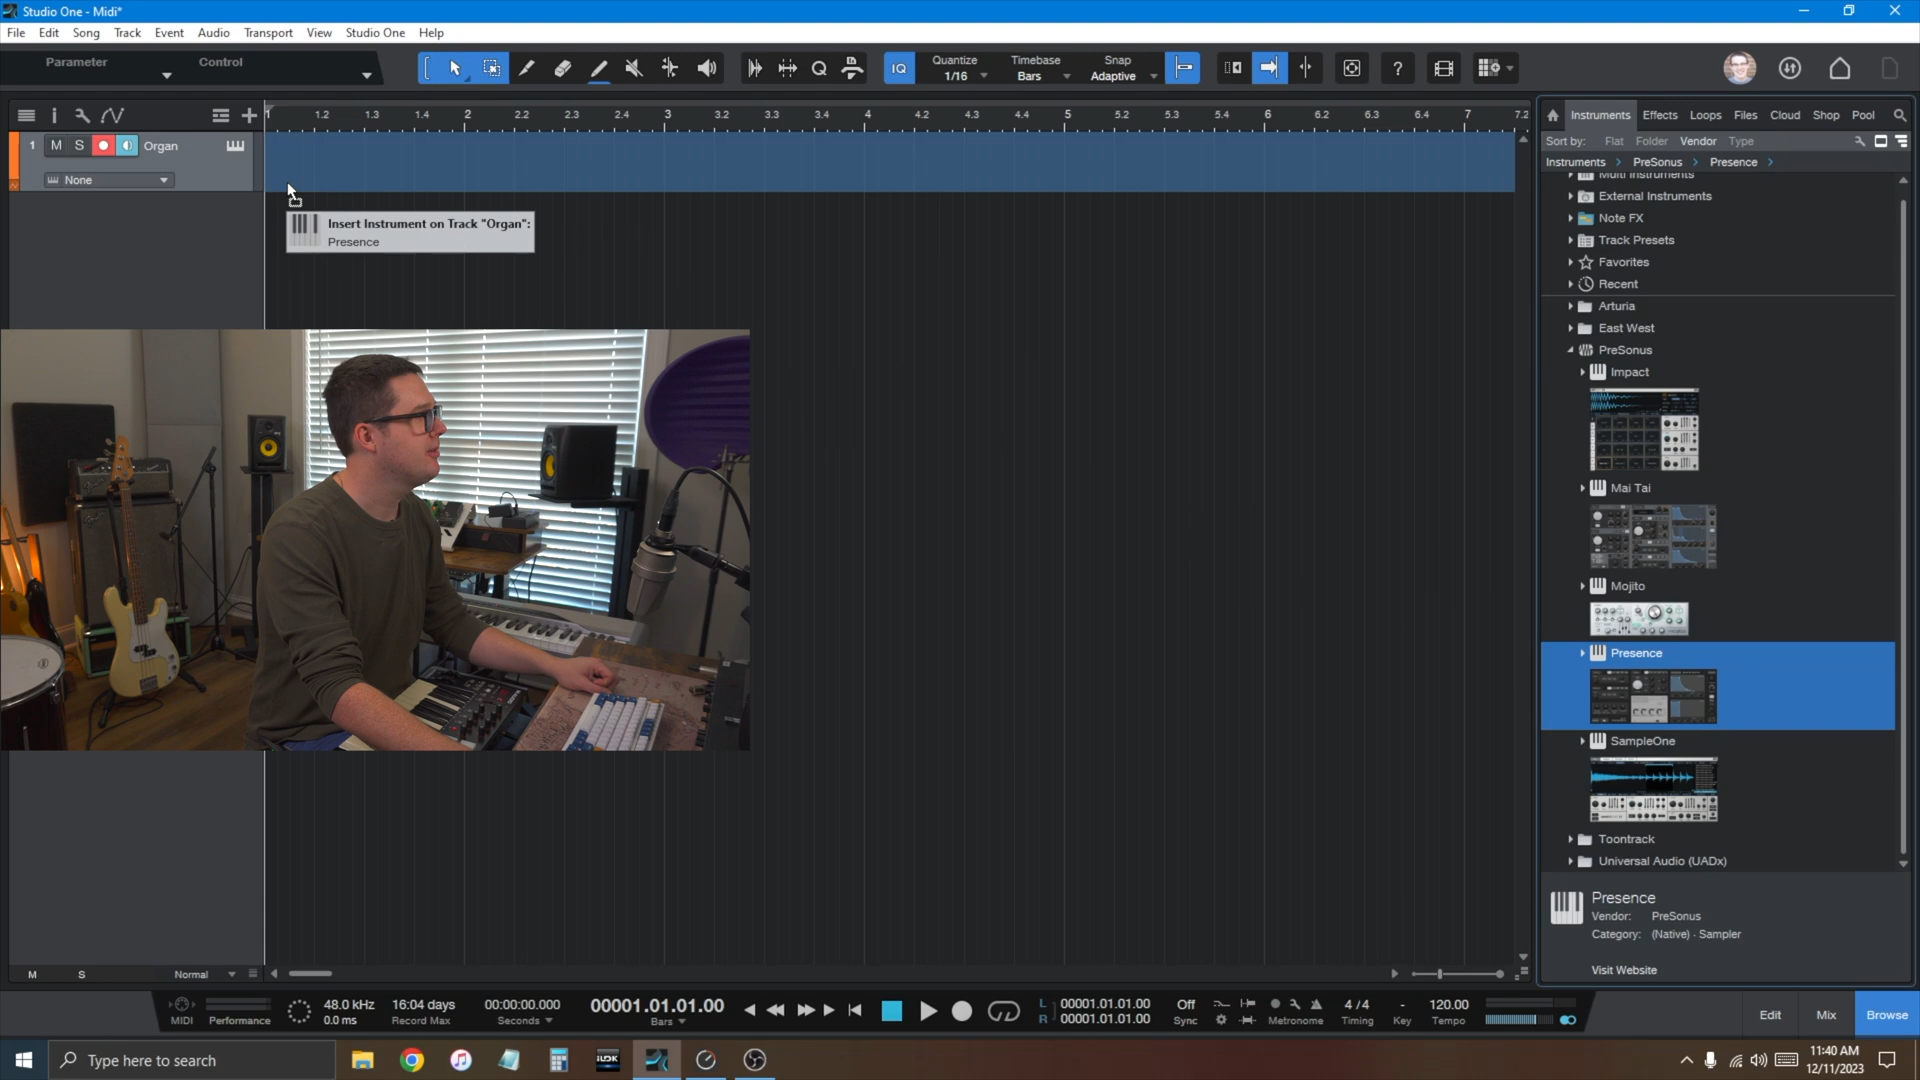 Studio One - Midi*
File Edit Song Track Event Audio Transport View Studio One Help
Parameter Control
IQ
Quantize
1/16
Timebase
Bars
Snap
Adaptive
?
1 1.2 1.3 1.4 2 2.2 2.3 2.4 3 3.2 3.3 3.4 4 4.2 4.3 4.4 5 5.2 5.3 5.4 6 6.2 6.3 6.4 7 7.2
1 M S Organ
None
Insert Instrument on Track "Organ":
Presence
Instruments Effects Loops Files Cloud Shop Pool
Sort by: Flat Folder Vendor Type
Instruments > PreSonus > Presence >
Multi Instruments
External Instruments
Note FX
Track Presets
Favorites
Recent
Arturia
East West
PreSonus
Impact
Mai Tai
Mojito
Presence
SampleOne
Toontrack
Universal Audio (UADx)
Presence
Vendor: PreSonus
Category: (Native) - Sampler
Visit Website
M S Normal
MIDI
Performance
48.0 kHz
0.0 ms
16:04 days
Record Max
00:00:00.000
Seconds
00001.01.01.00
Bars
L 00001.01.01.00
R 00001.01.01.00
Off
Sync
Metronome
4 / 4
Timing
-
Key
120.00
Tempo
Edit Mix Browse
Type here to search
11:40 AM
12/11/2023